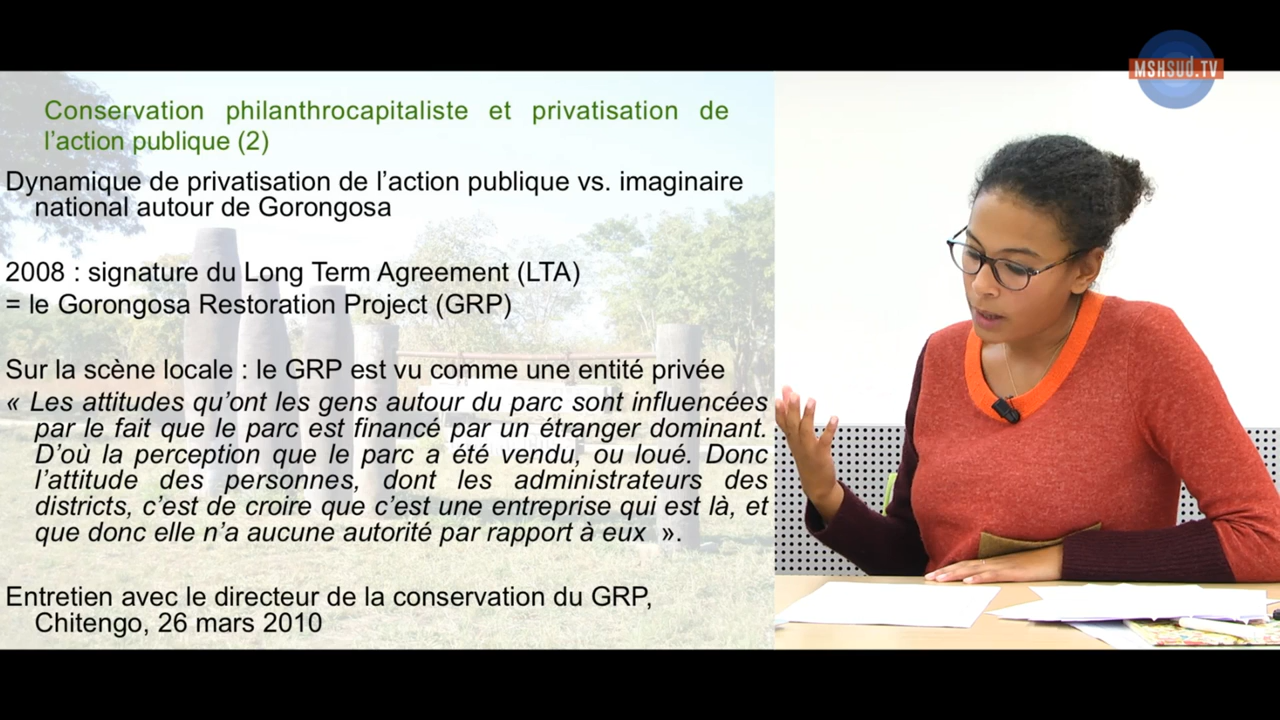 MSHSUD.TV
Conservation philanthrocapitaliste et privatisation de
l’action publique (2)
Dynamique de privatisation de l’action publique vs. imaginaire
national autour de Gorongosa
2008 : signature du Long Term Agreement (LTA)
= le Gorongosa Restoration Project (GRP)
Sur la scène locale : le GRP est vu comme une entité privée
« Les attitudes qu’ont les gens autour du parc sont influencées
par le fait que le parc est financé par un étranger dominant.
D’où la perception que le parc a été vendu, ou loué. Donc
l’attitude des personnes, dont les administrateurs des
districts, c’est de croire que c’est une entreprise qui est là, et
que donc elle n’a aucune autorité par rapport à eux ».
Entretien avec le directeur de la conservation du GRP,
Chitengo, 26 mars 2010